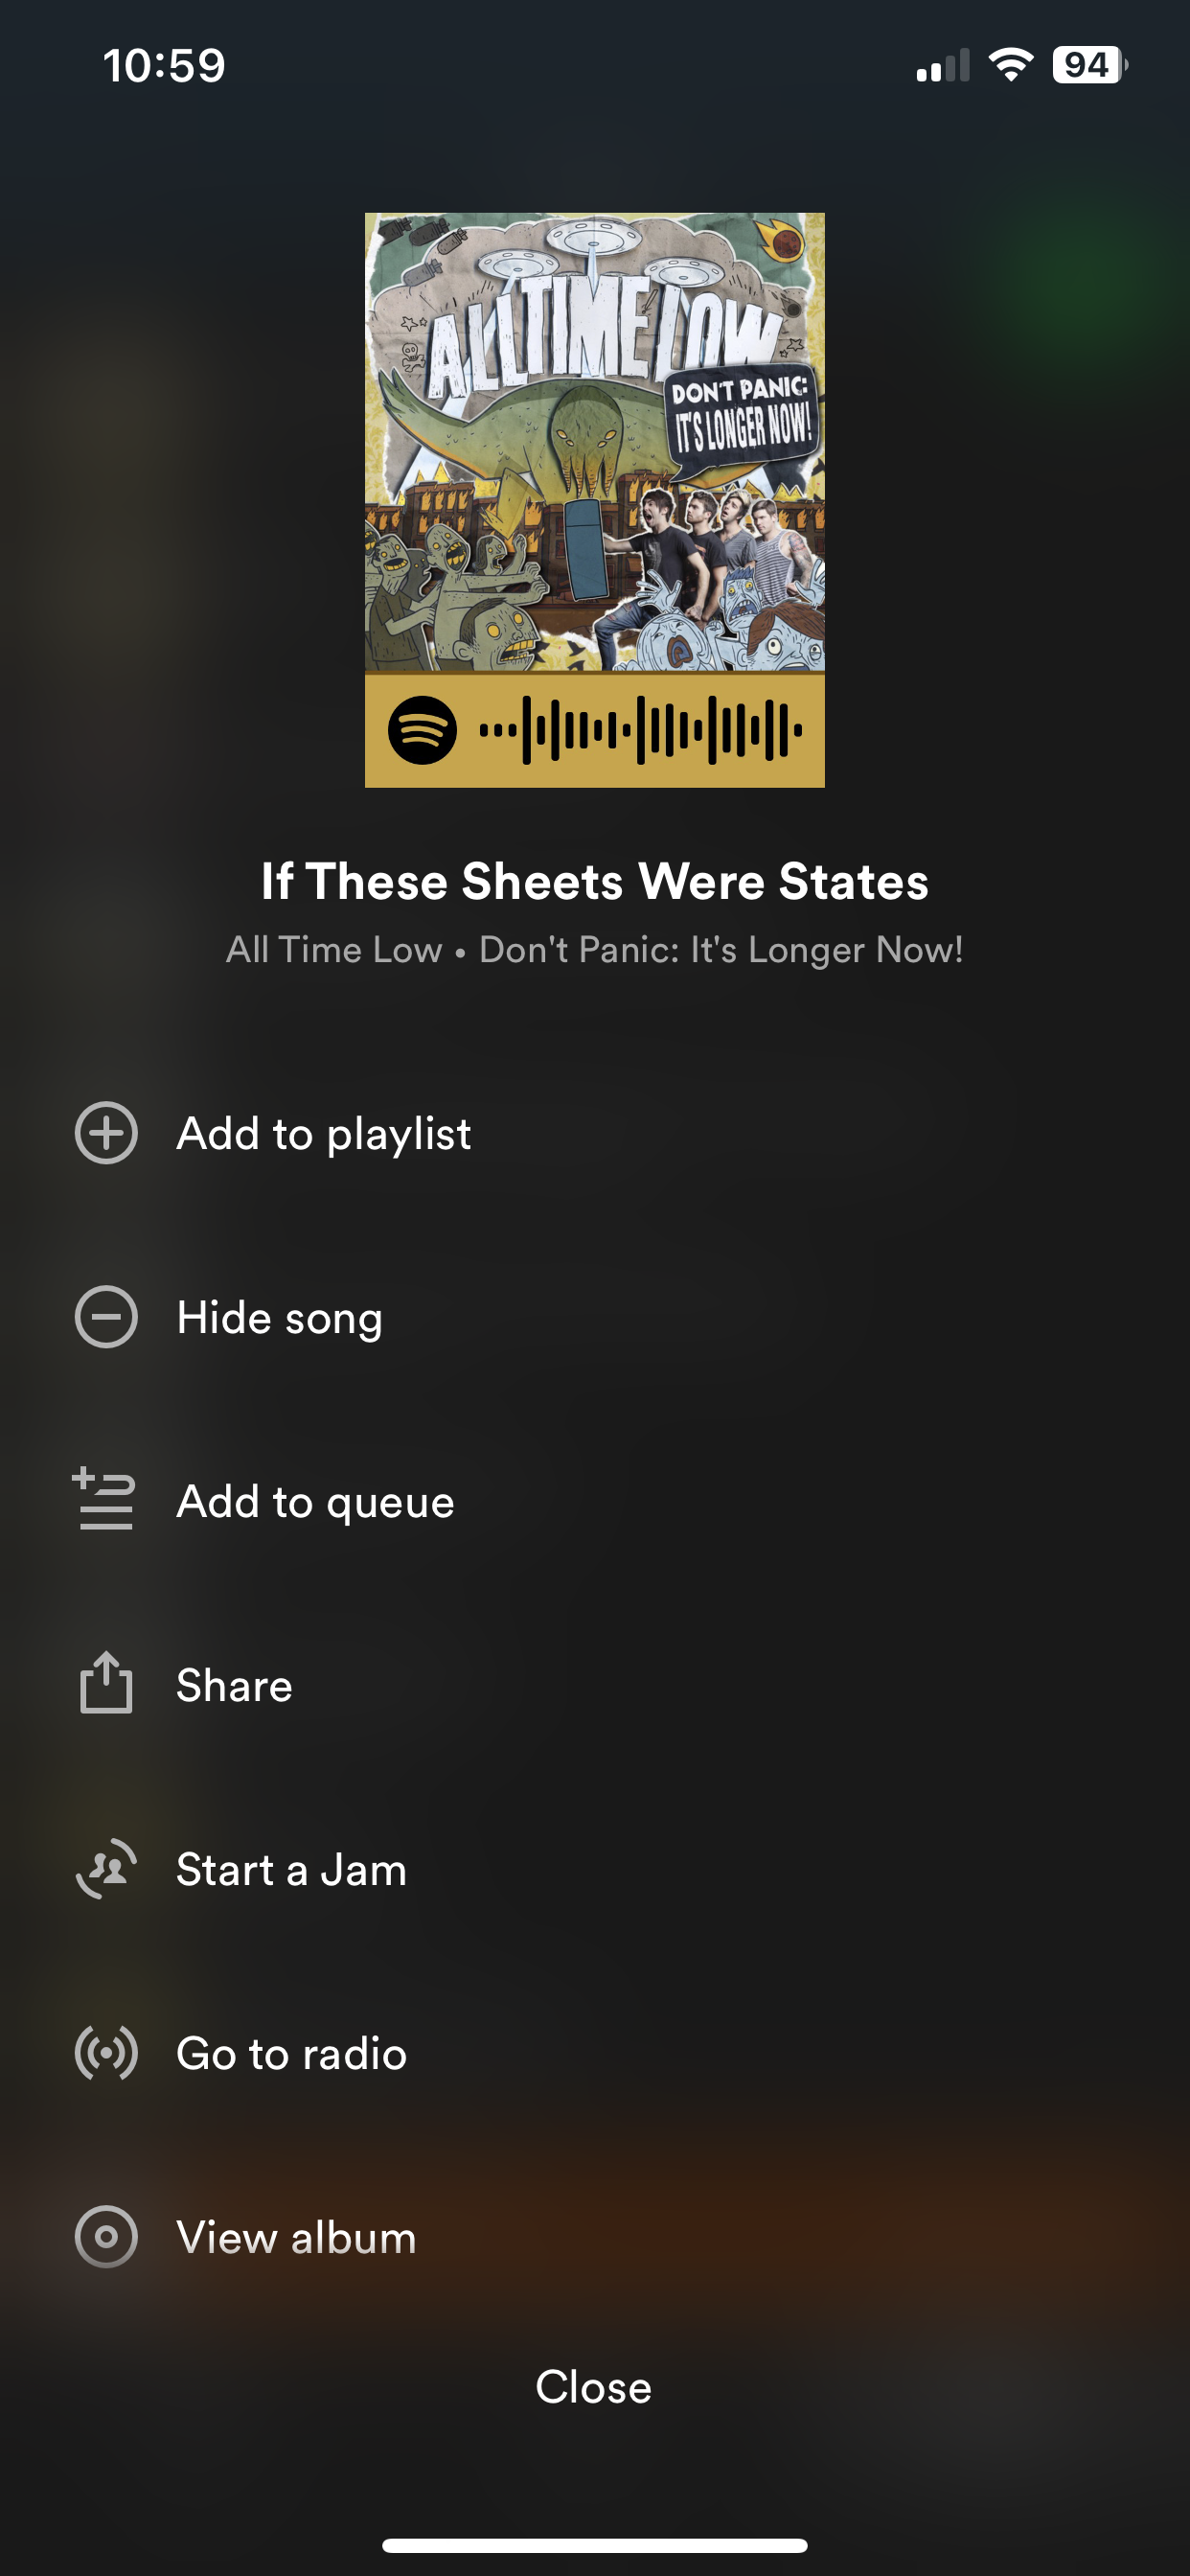 10:59
94
ALL TIME LOW
DON'T PANIC:
IT'S LONGER NOW!
If These Sheets Were States
All Time Low • Don't Panic: It's Longer Now!
Add to playlist
Hide song
Add to queue
Share
Start a Jam
Go to radio
View album
Close